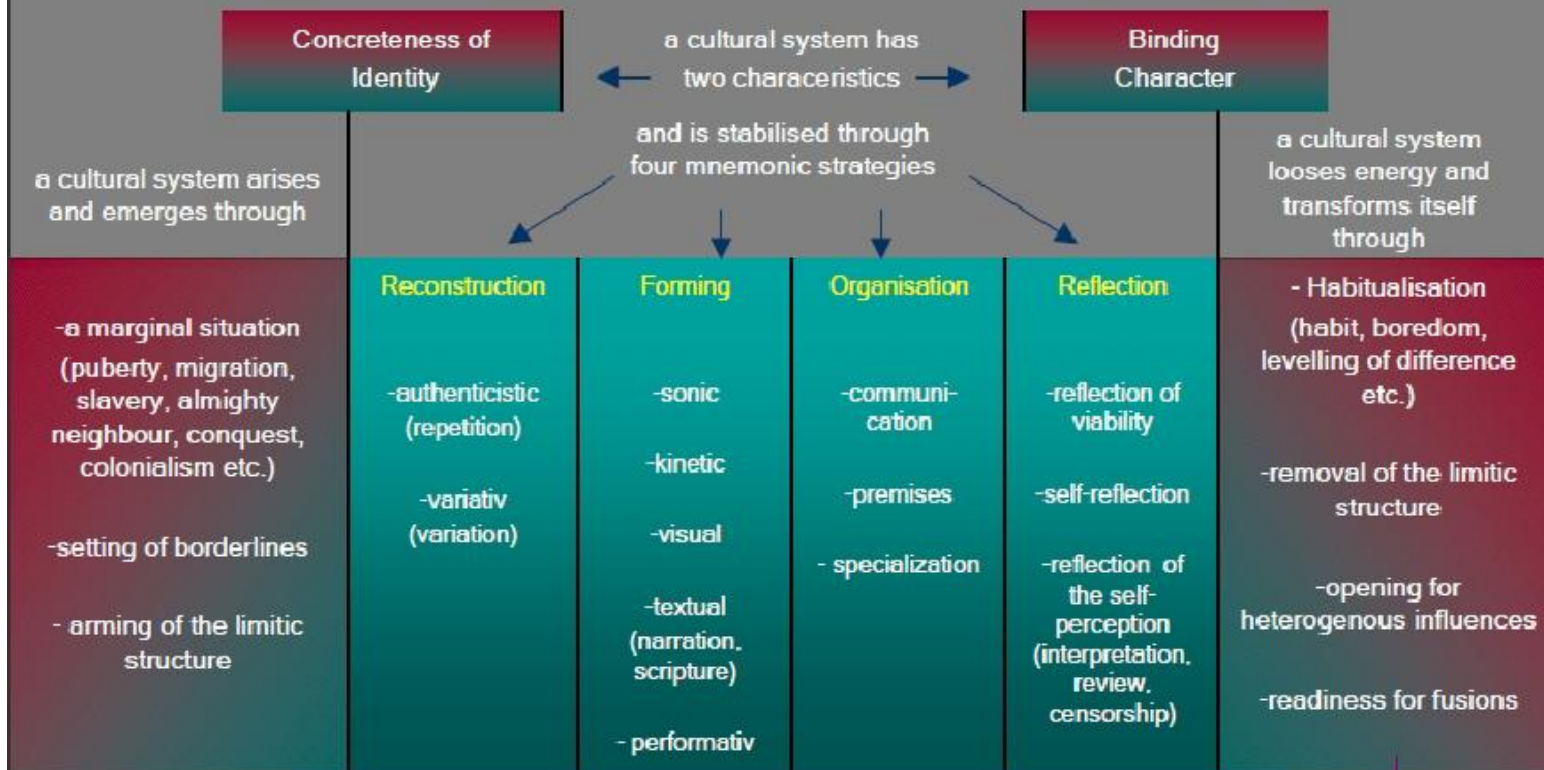 Concreteness of
Identity
a cultural system has
two characeristics
Binding
Character
and is stabilised through
four mnemonic strategies
a cultural system arises
and emerges through
a cultural system
looses energy and
transforms itself
through
-a marginal situation
(puberty, migration,
slavery, almighty
neighbour, conquest,
colonialism etc.)
-setting of borderlines
- arming of the limitic
structure
Reconstruction
-authenticistic
(repetition)
-variativ
(variation)
Forming
-sonic
-kinetic
-visual
-textual
(narration,
scripture)
- performativ
Organisation
-communi-
cation
-premises
- specialization
Reflection
-reflection of
viability
-self-reflection
-reflection of
the self-
perception
(interpretation,
review,
censorship)
- Habitualisation
(habit, boredom,
levelling of difference
etc.)
-removal of the limitic
structure
-opening for
heterogenous influences
-readiness for fusions